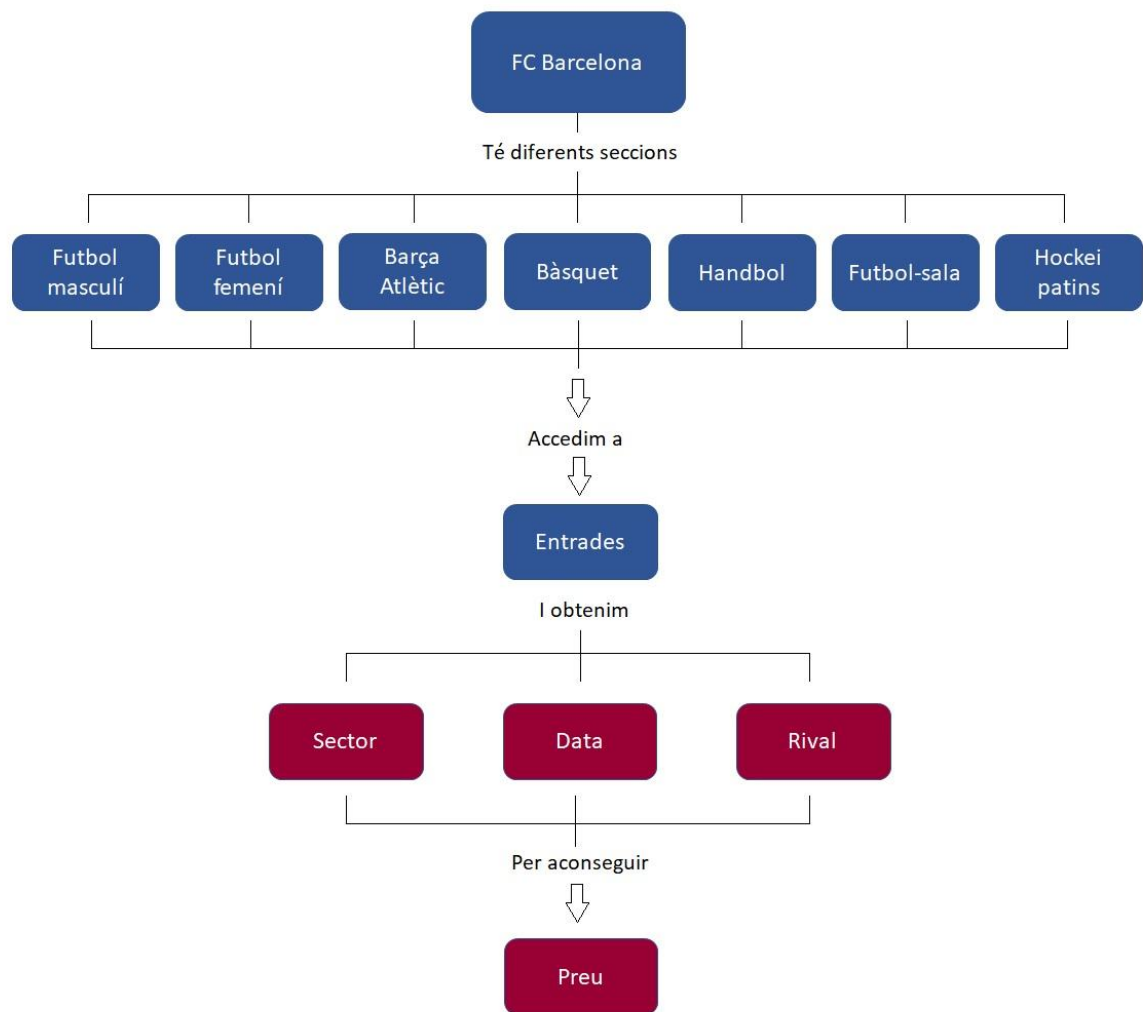 FC Barcelona
Té diferents seccions
Futbol
masculí
Futbol
femení
Barça
Atlètic
Bàsquet
Handbol
Futbol-sala
Hockei
patins
Accedim a
Entrades
I obtenim
Sector
Data
Rival
Per aconseguir
Preu